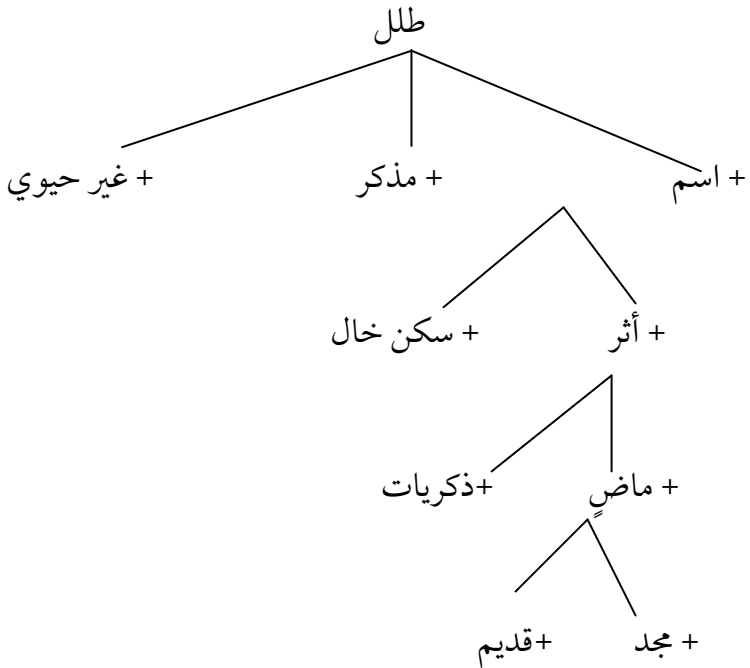 طلل
+ اسم + مذكر + غير حيوي
+ أثر + سكن خال
+ ماضٍ +ذكريات
+ مجد +قديم